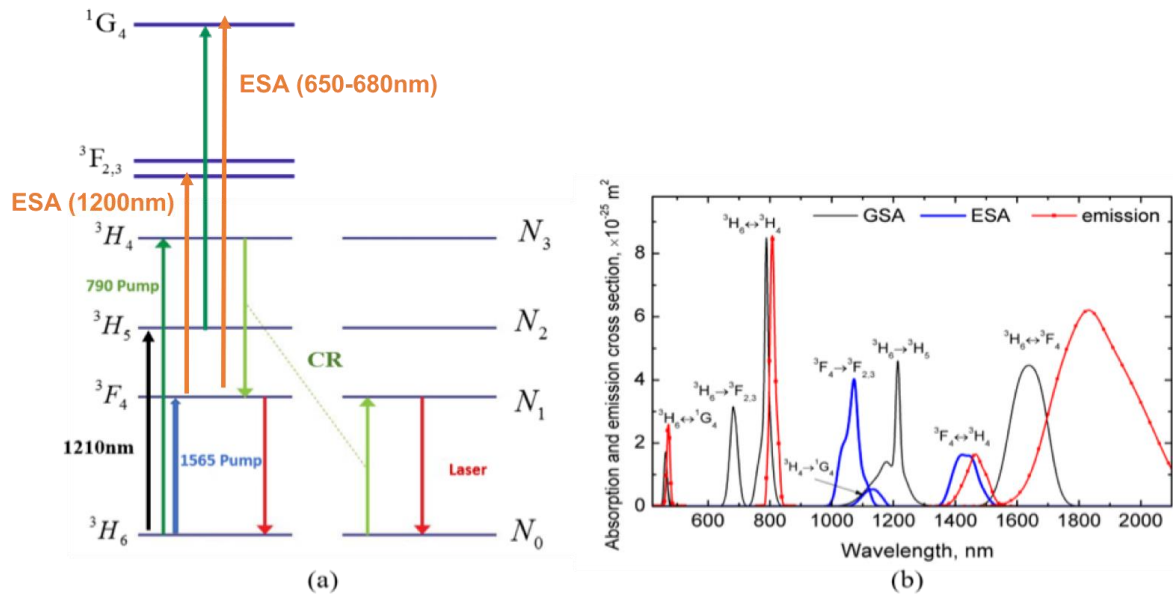 ¹G₄
ESA (650-680nm)
³F₂,₃
ESA (1200nm)
³H₄
N₃
790 Pump
³H₅
N₂
CR
³F₄
N₁
1210nm
1565 Pump
Laser
³H₆
N₀
(a)
Absorption and emission cross section, ×10⁻²⁵ m²
GSA
ESA
emission
³H₆↔³H₄
³H₆→³H₅
³F₄→³F₂,₃
³H₆↔³F₄
³H₆→³F₂,₃
³H₆↔¹G₄
³F₄↔³H₄
³H₄→¹G₄
8
6
4
2
0
600
800
1000
1200
1400
1600
1800
2000
Wavelength, nm
(b)